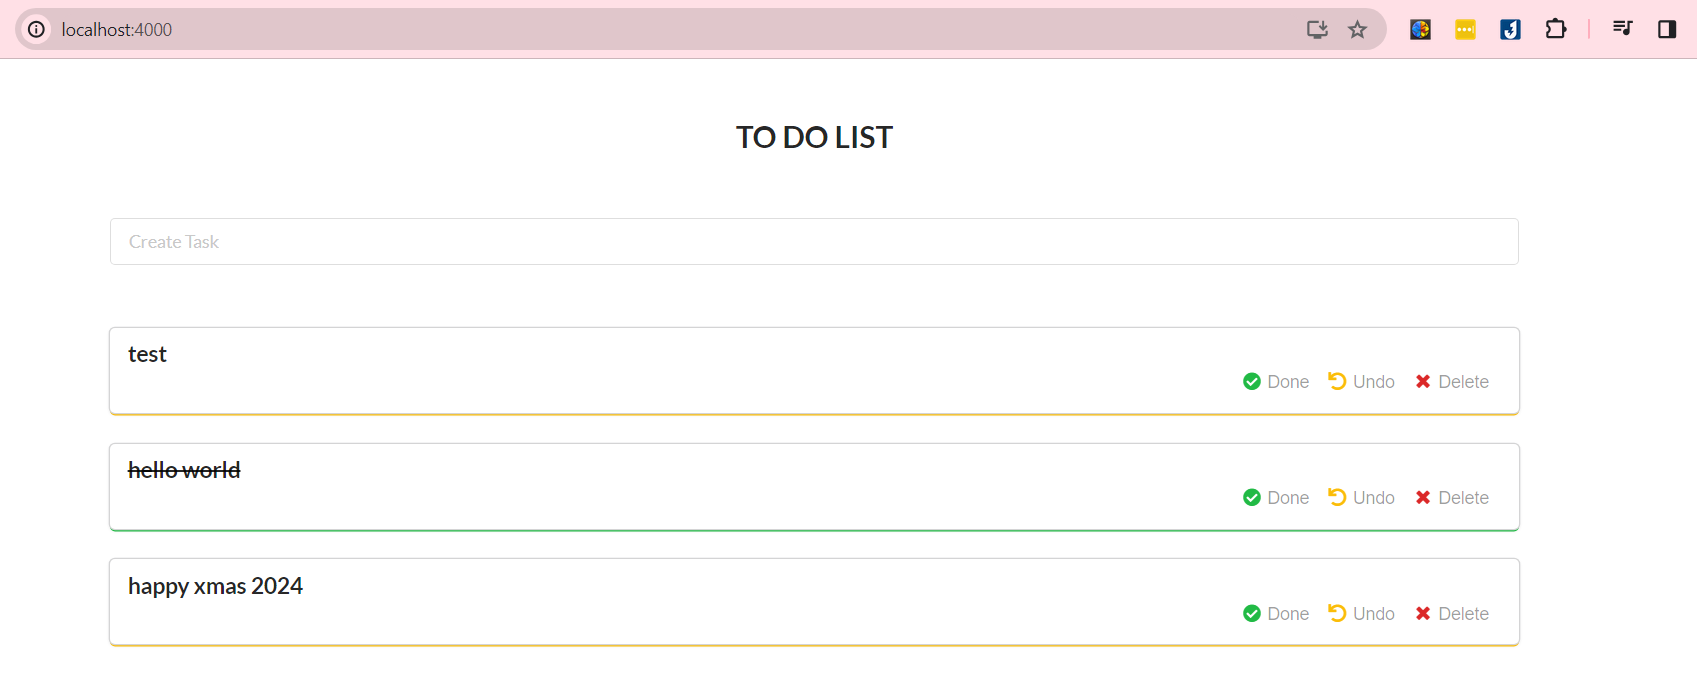 localhost:4000
TO DO LIST
Create Task
test
Done Undo Delete
hello world
Done Undo Delete
happy xmas 2024
Done Undo Delete